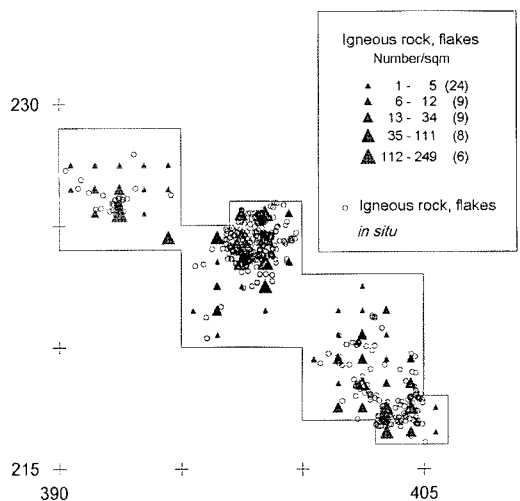 Igneous rock, flakes
Number/sqm
1 - 5 (24)
6 - 12 (9)
13 - 34 (9)
35 - 111 (8)
112 - 249 (6)
Igneous rock, flakes
in situ
230
215
390
405